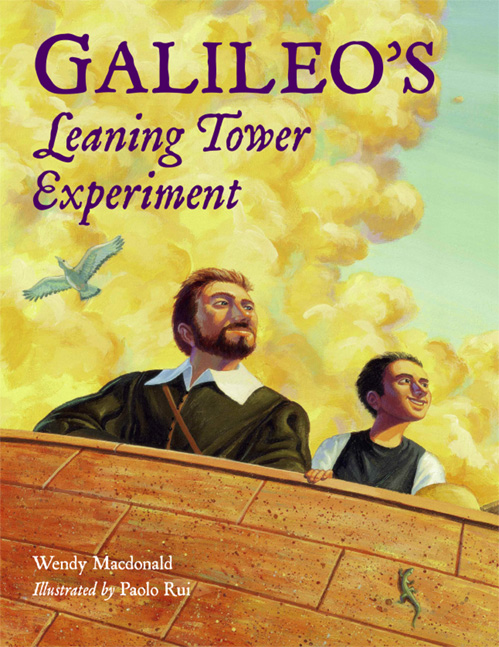 GALILEO'S
Leaning Tower
Experiment
Wendy Macdonald
Illustrated by Paolo Rui